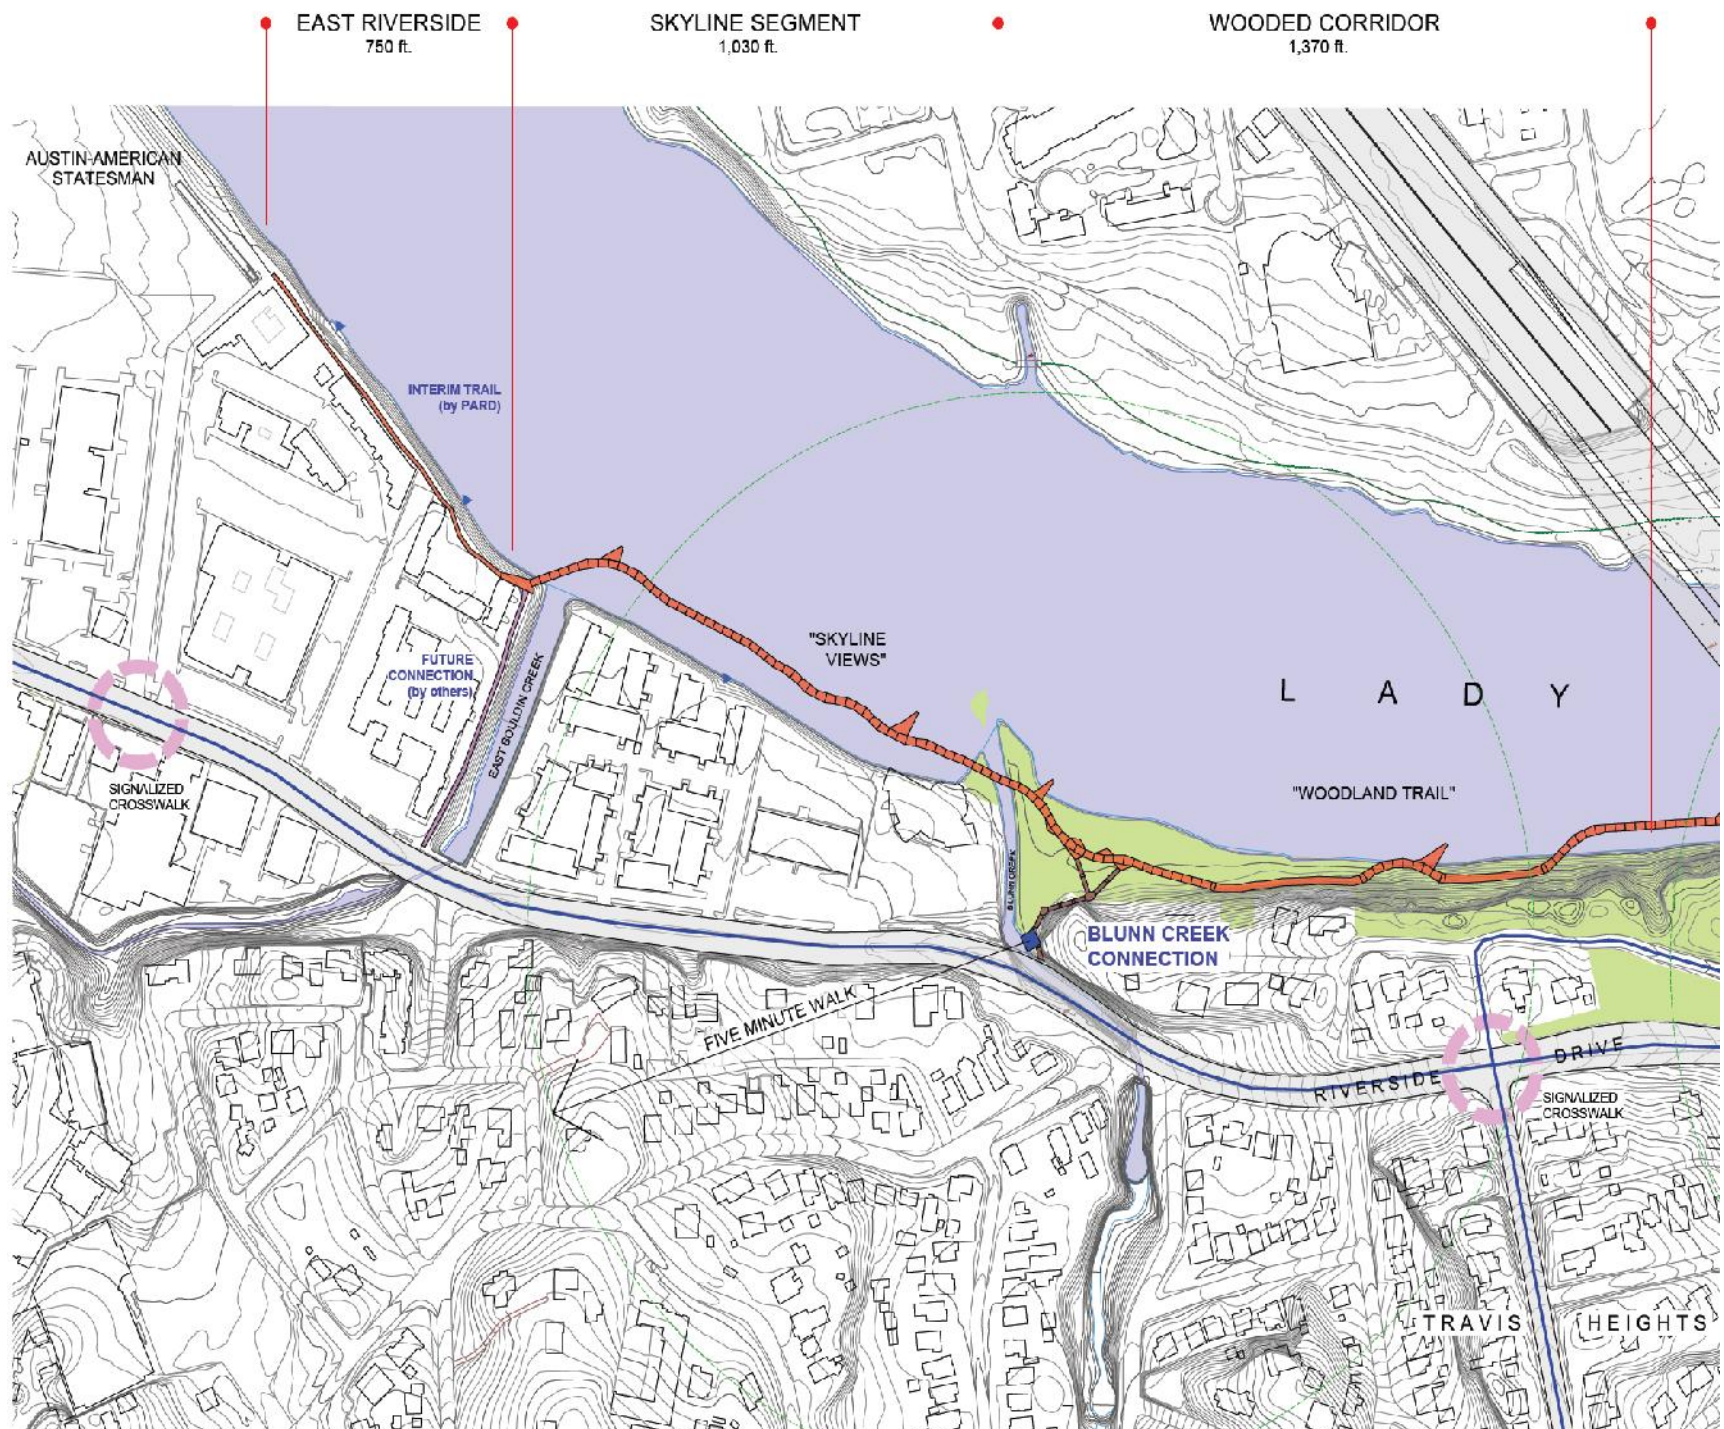 EAST RIVERSIDE
750 ft.
SKYLINE SEGMENT
1,030 ft.
WOODED CORRIDOR
1,370 ft.
AUSTIN-AMERICAN
STATESMAN
INTERIM TRAIL
(by PARD)
"SKYLINE
VIEWS"
FUTURE
CONNECTION
(by others)
EAST BOULDIN CREEK
L A D Y
SIGNALIZED
CROSSWALK
"WOODLAND TRAIL"
BLUNN CREEK
BLUNN CREEK
CONNECTION
FIVE MINUTE WALK
RIVERSIDE DRIVE
SIGNALIZED
CROSSWALK
TRAVIS HEIGHTS